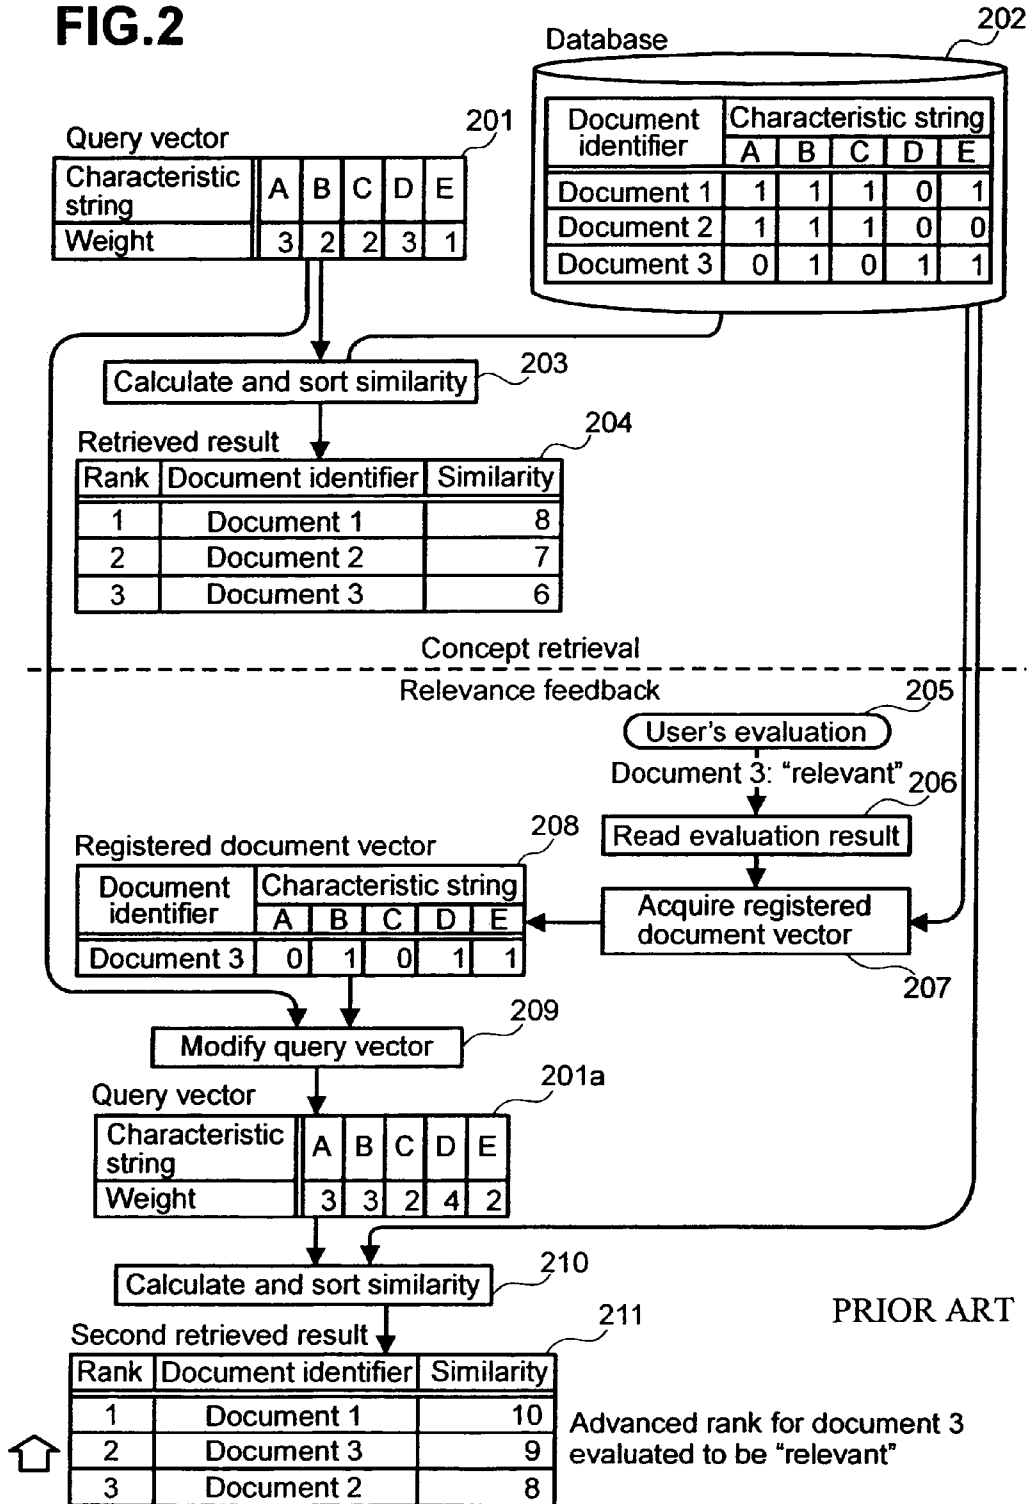 FIG.2
202
Database
Document identifier | Characteristic string
A B C D E
Document 1 1 1 1 0 1
Document 2 1 1 1 0 0
Document 3 0 1 0 1 1
201
Query vector
Characteristic string A B C D E
Weight 3 2 2 3 1
Calculate and sort similarity
203
Retrieved result
204
Rank Document identifier Similarity
1 Document 1 8
2 Document 2 7
3 Document 3 6
Concept retrieval
Relevance feedback
205
User's evaluation
Document 3: “relevant”
206
Read evaluation result
Acquire registered
document vector
207
208
Registered document vector
Document identifier | Characteristic string
A B C D E
Document 3 0 1 0 1 1
209
Modify query vector
201a
Query vector
Characteristic string A B C D E
Weight 3 3 2 4 2
Calculate and sort similarity
210
PRIOR ART
Second retrieved result
211
Rank Document identifier Similarity
1 Document 1 10
2 Document 3 9
3 Document 2 8
Advanced rank for document 3
evaluated to be “relevant”